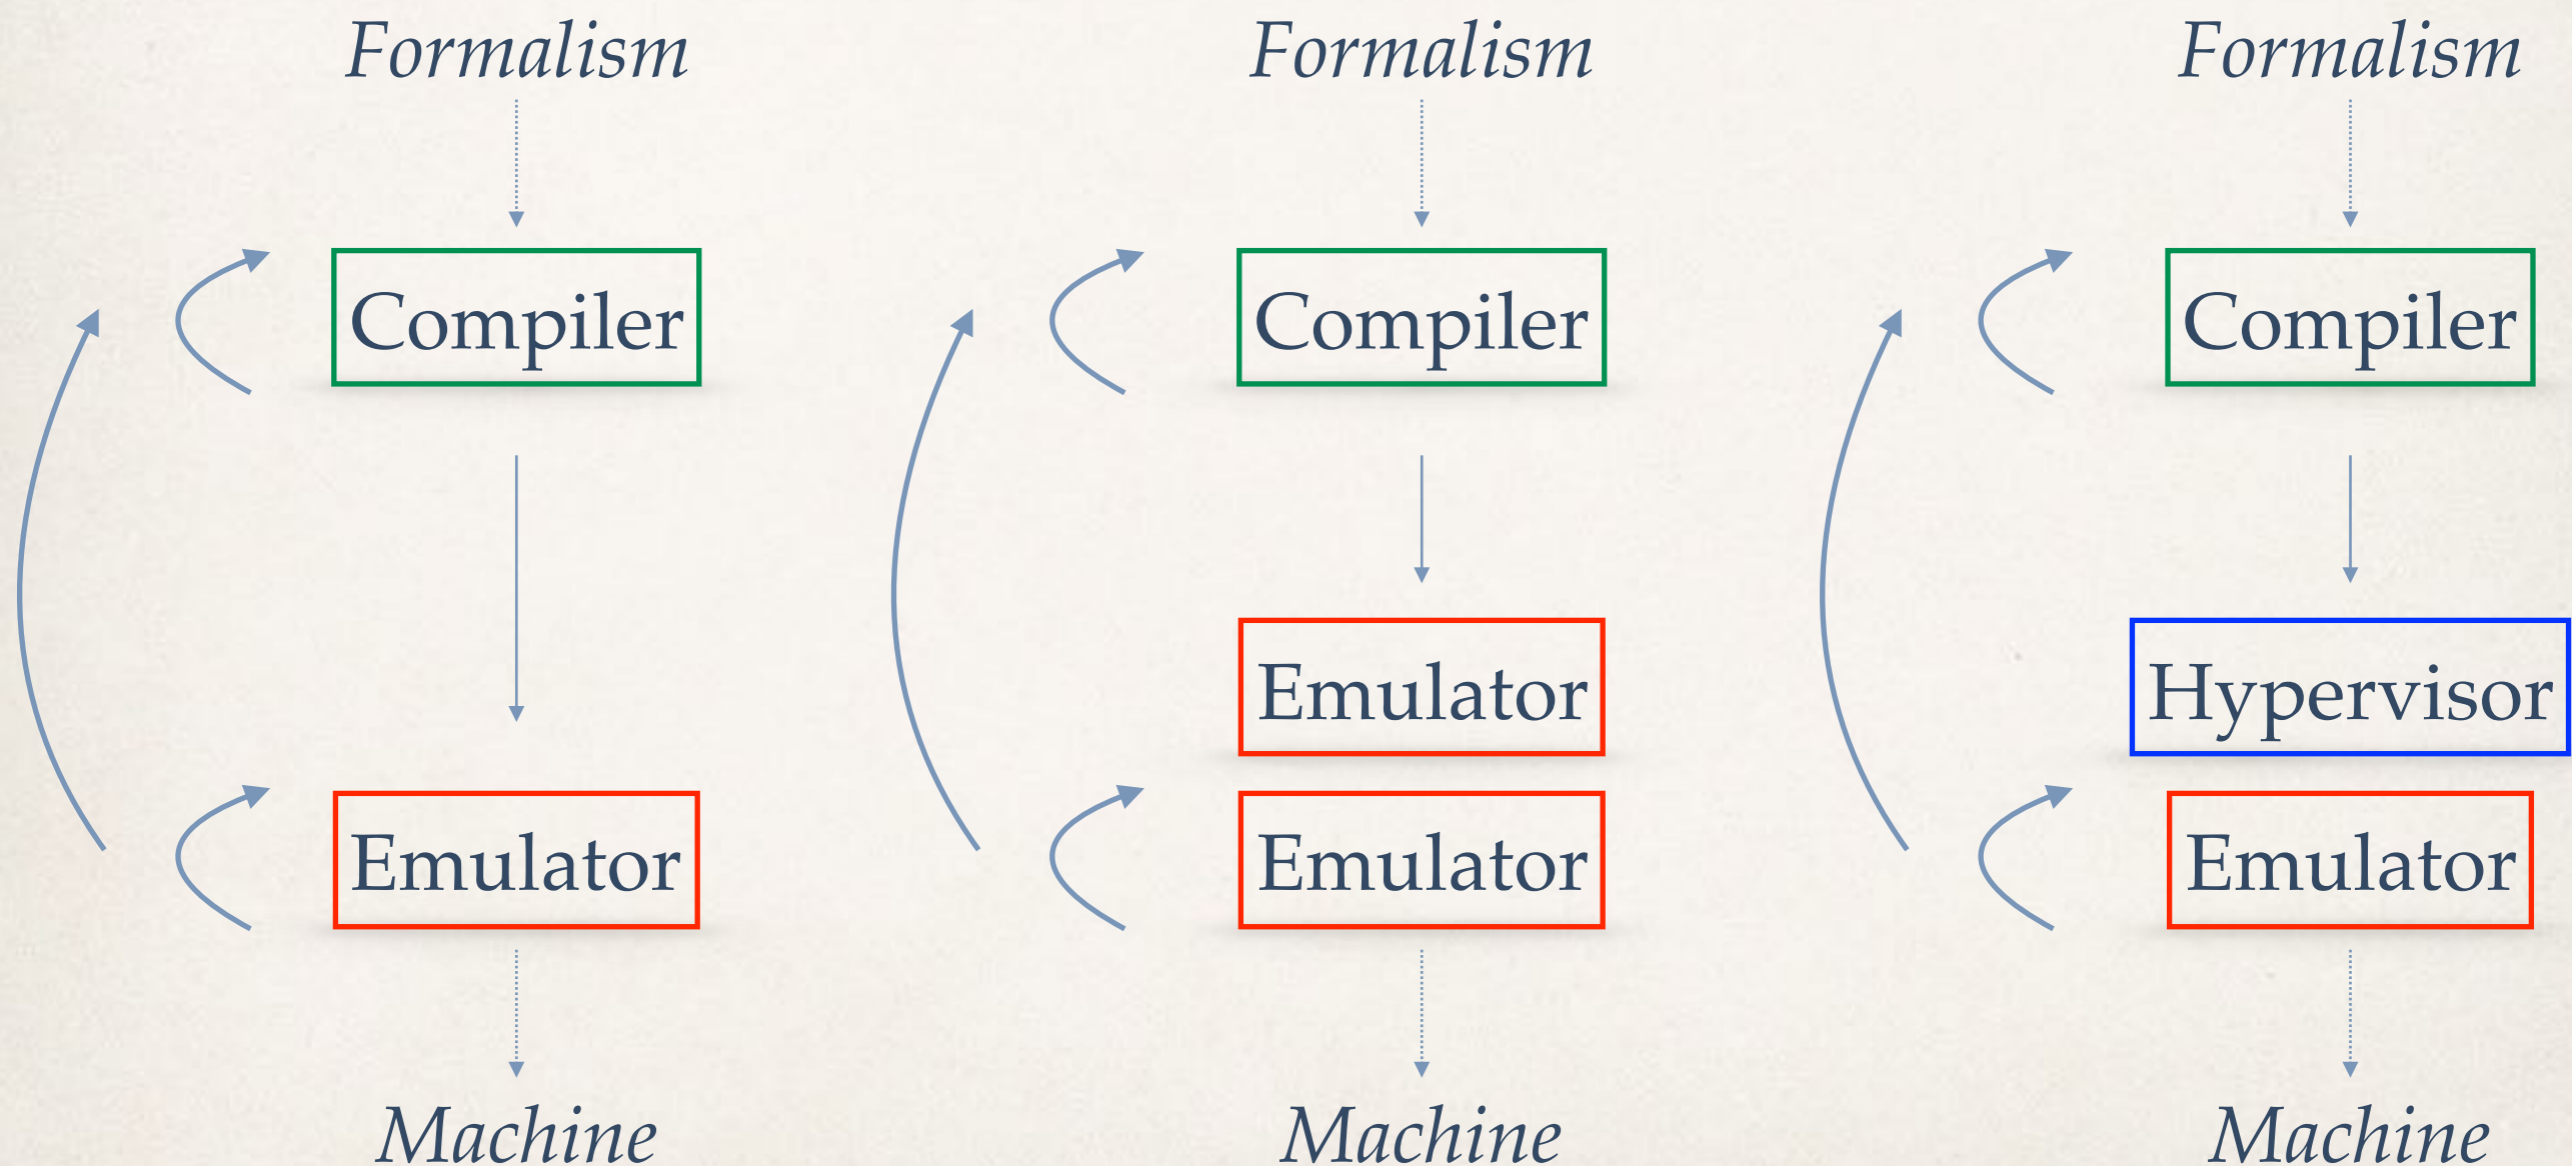 Formalism
Compiler
Emulator
Machine
Formalism
Compiler
Emulator
Emulator
Machine
Formalism
Compiler
Hypervisor
Emulator
Machine